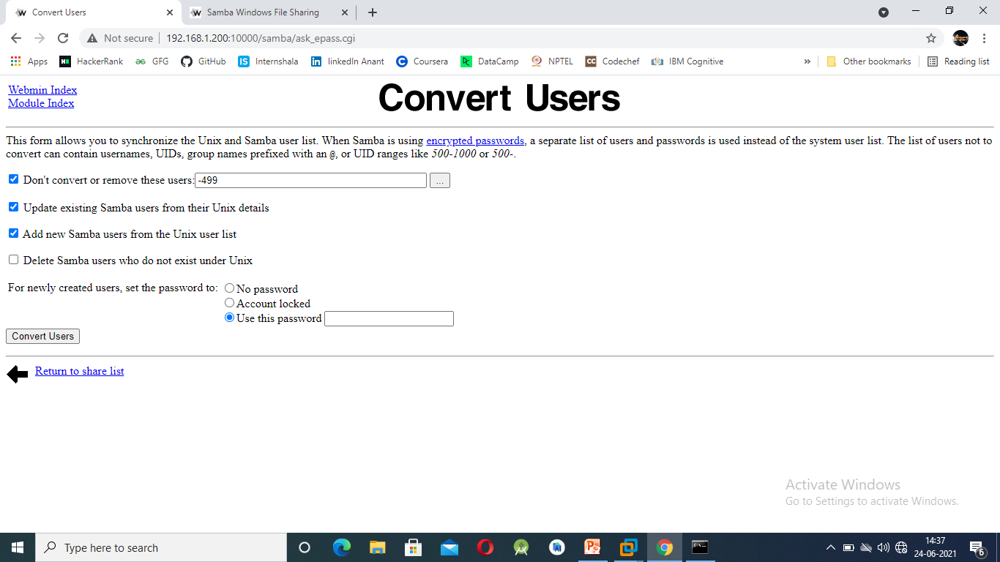 Convert Users
Samba Windows File Sharing
Not secure
192.168.1.200:10000/samba/ask_epass.cgi
Apps HackerRank GFG GitHub Internshala linkedIn Anant Coursera DataCamp NPTEL Codechef IBM Cognitive » Other bookmarks Reading list
Webmin Index
Module Index
Convert Users
This form allows you to synchronize the Unix and Samba user list. When Samba is using encrypted passwords, a separate list of users and passwords is used instead of the system user list. The list of users not to
convert can contain usernames, UIDs, group names prefixed with an @, or UID ranges like 500-1000 or 500-.
Don't convert or remove these users: -499 ...
Update existing Samba users from their Unix details
Add new Samba users from the Unix user list
Delete Samba users who do not exist under Unix
For newly created users, set the password to: No password
Account locked
Use this password
Convert Users
Return to share list
Activate Windows
Go to Settings to activate Windows.
Type here to search
14:37
24-06-2021
6